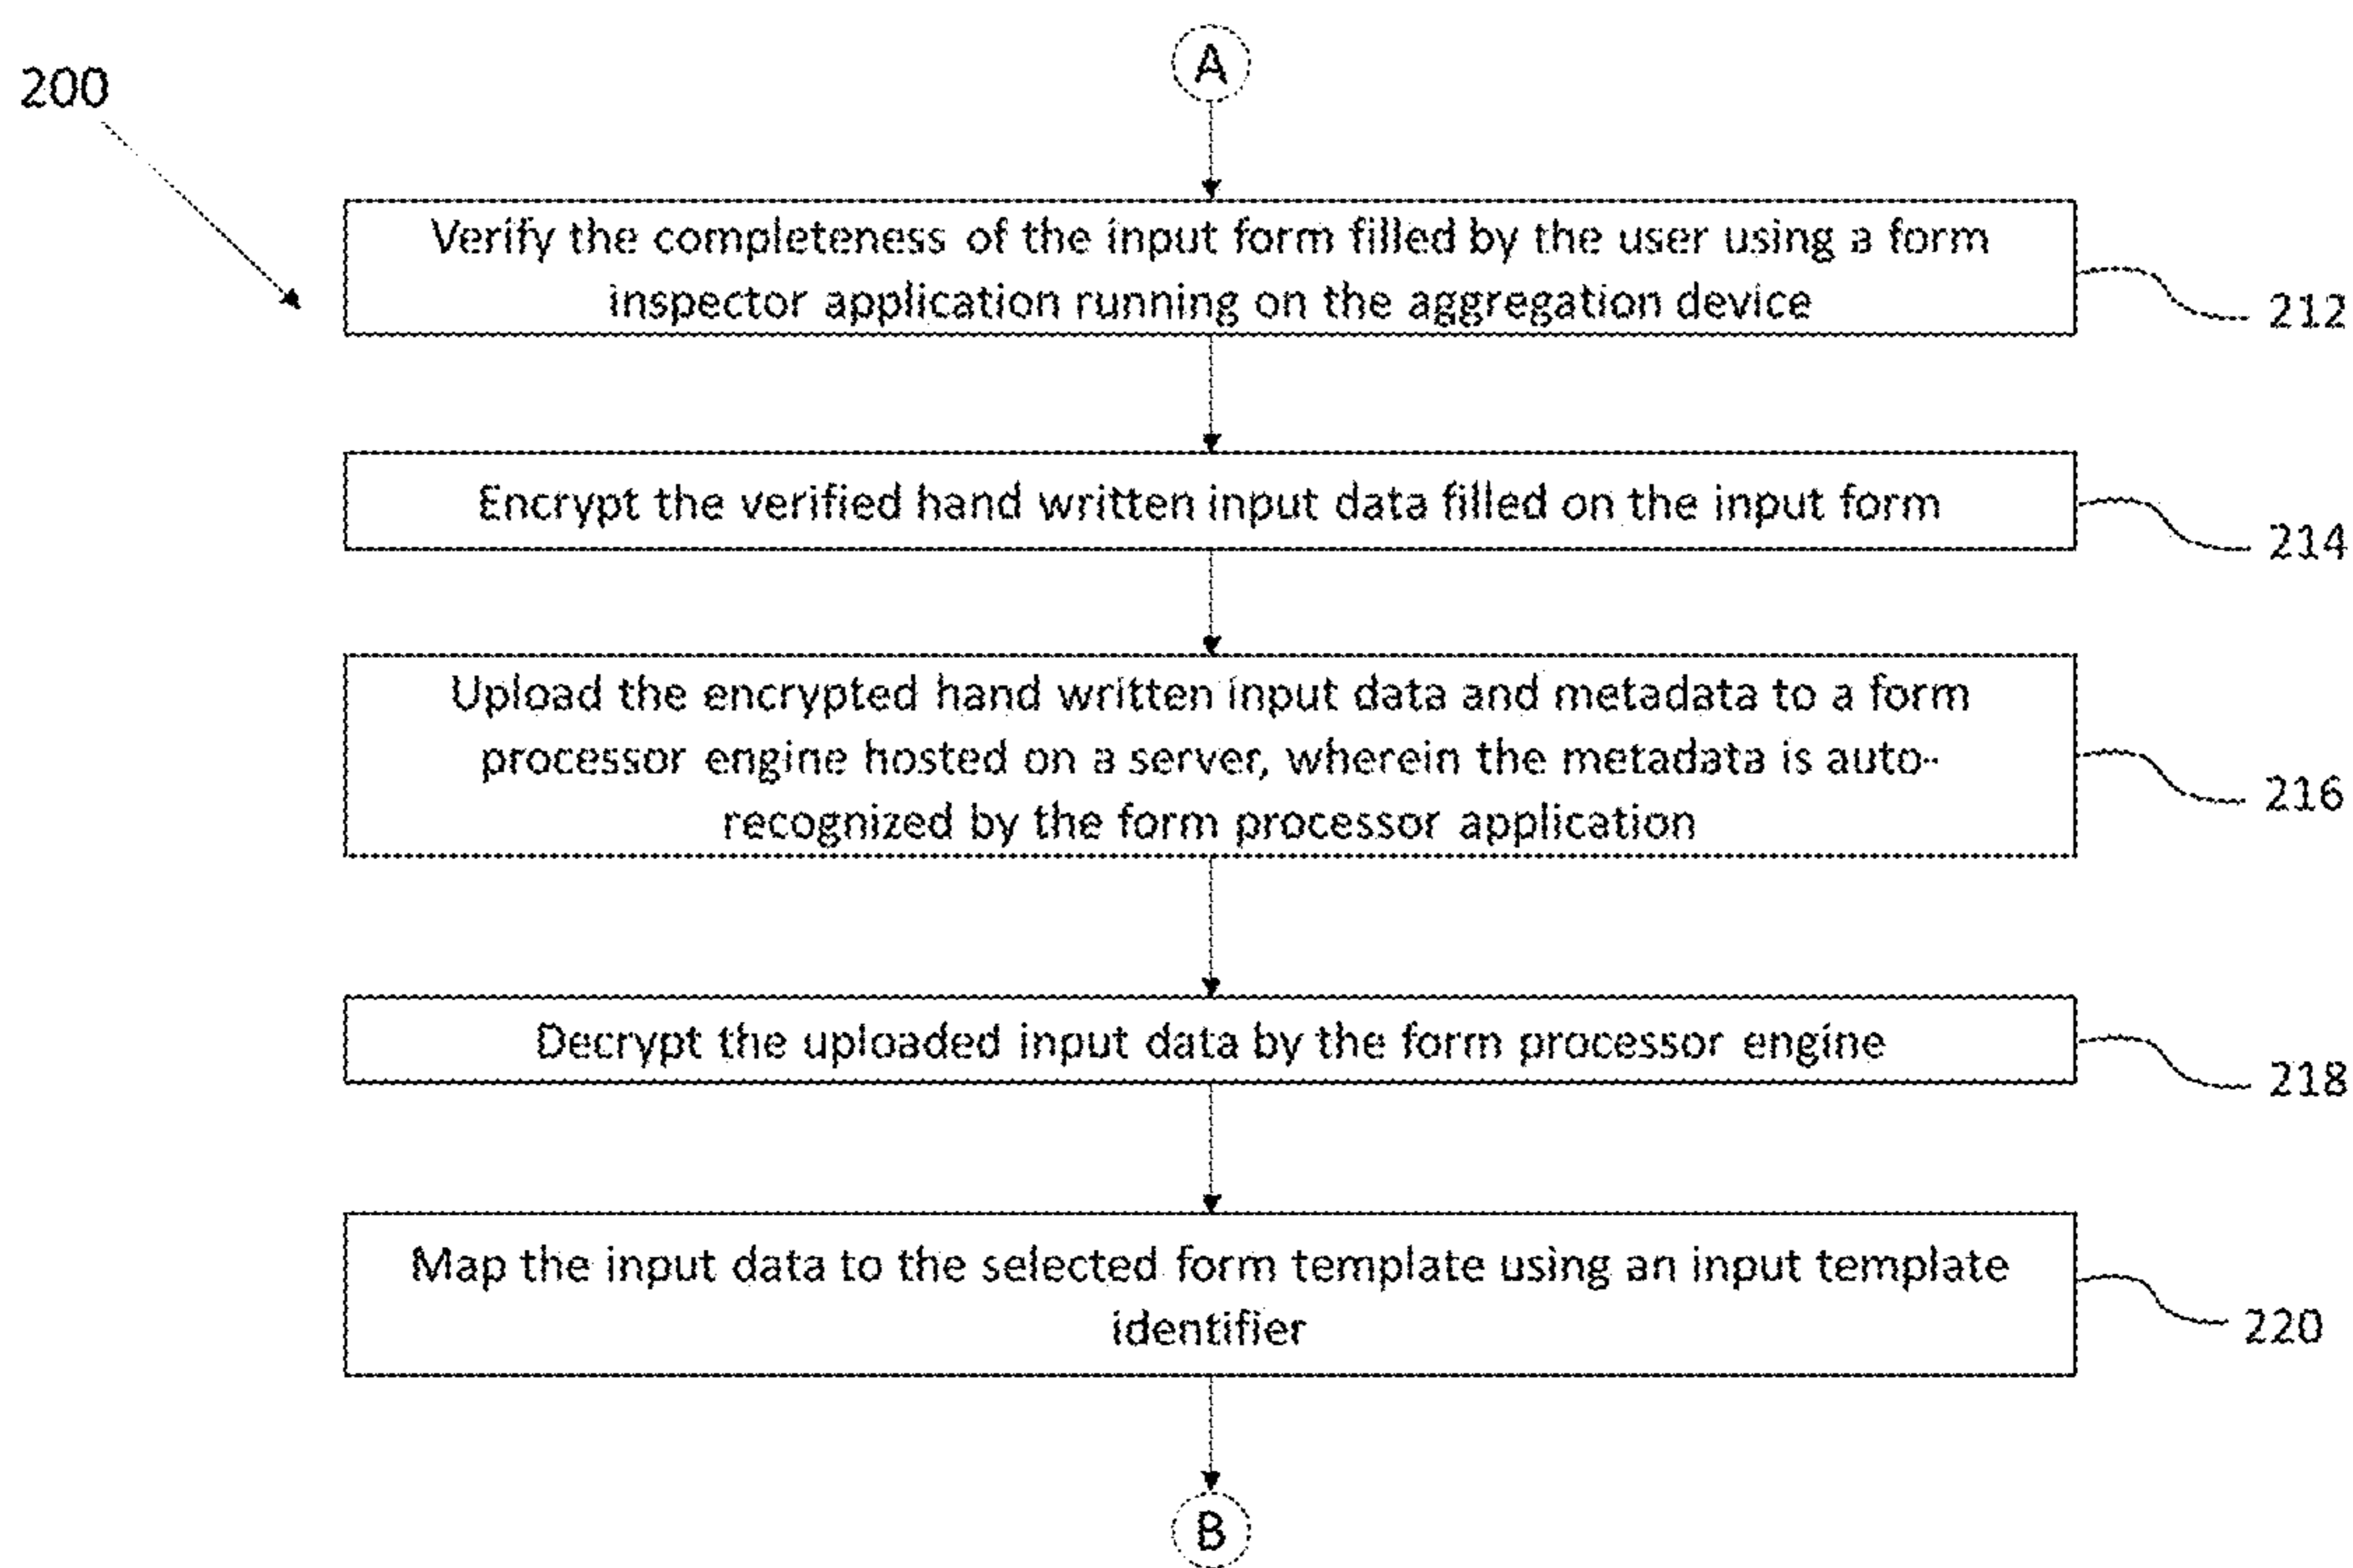 A
200
Verify the completeness of the input form filled by the user using a form
inspector application running on the aggregation device
212
Encrypt the verified hand written input data filled on the input form
214
Upload the encrypted hand written input data and metadata to a form
processor engine hosted on a server, wherein the metadata is auto-
recognized by the form processor application
216
Decrypt the uploaded input data by the form processor engine
218
Map the input data to the selected form template using an input template
identifier
220
B